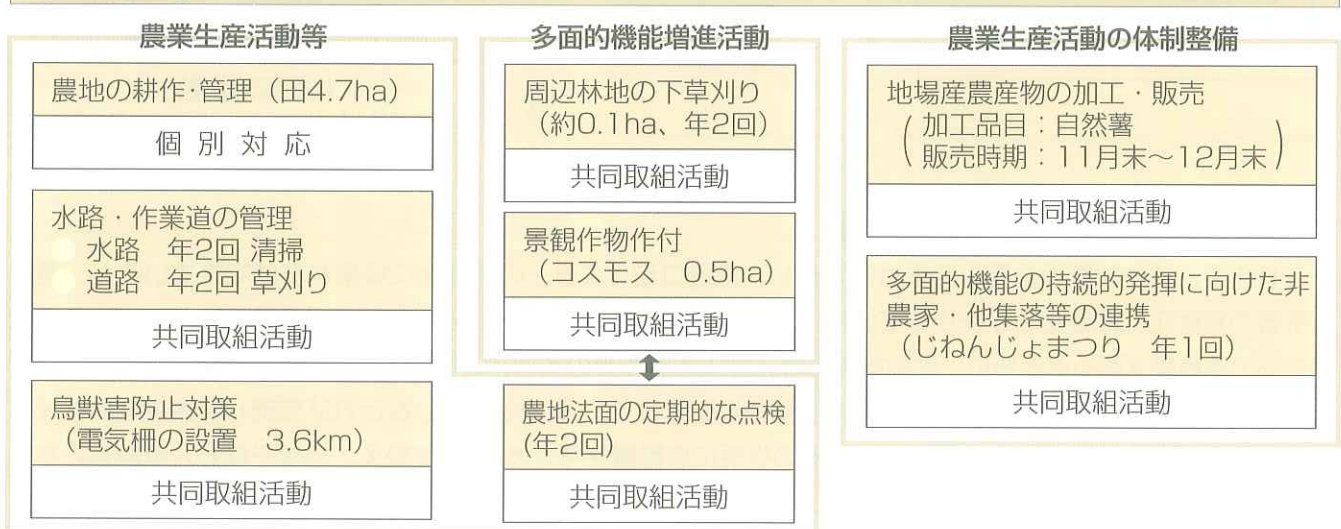 農業生産活動等
農地の耕作・管理（田4.7ha）
個別対応
水路・作業道の管理
水路　年2回 清掃
道路　年2回 草刈り
共同取組活動
鳥獣害防止対策
（電気柵の設置　3.6km）
共同取組活動
多面的機能増進活動
周辺林地の下草刈り
（約0.1ha、年2回）
共同取組活動
景観作物作付
（コスモス　0.5ha）
共同取組活動
農地法面の定期的な点検
(年2回)
共同取組活動
農業生産活動の体制整備
地場産農産物の加工・販売
（加工品目：自然薯
販売時期：11月末～12月末）
共同取組活動
多面的機能の持続的発揮に向けた非
農家・他集落等の連携
（じねんじょまつり　年1回）
共同取組活動